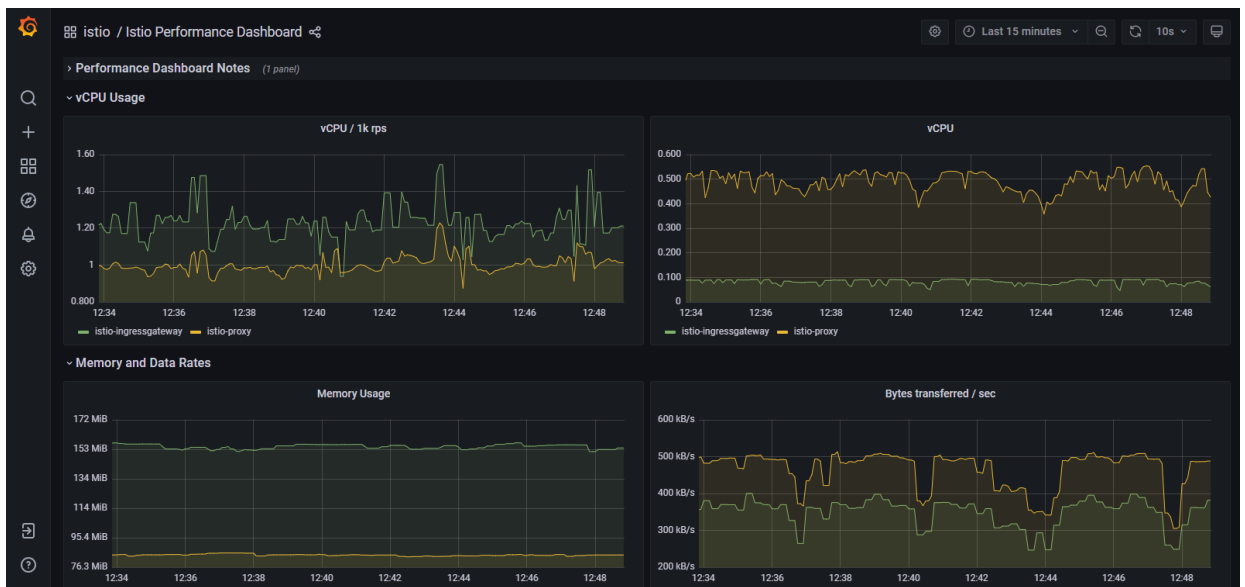 istio / Istio Performance Dashboard
Last 15 minutes
10s
Performance Dashboard Notes (1 panel)
vCPU Usage
vCPU / 1k rps
1.60
1.40
1.20
1
0.800
12:34 12:36 12:38 12:40 12:42 12:44 12:46 12:48
istio-ingressgateway istio-proxy
vCPU
0.600
0.500
0.400
0.300
0.200
0.100
0
12:34 12:36 12:38 12:40 12:42 12:44 12:46 12:48
istio-ingressgateway istio-proxy
Memory and Data Rates
Memory Usage
172 MiB
153 MiB
134 MiB
114 MiB
95.4 MiB
76.3 MiB
12:34 12:36 12:38 12:40 12:42 12:44 12:46 12:48
Bytes transferred / sec
600 kB/s
500 kB/s
400 kB/s
300 kB/s
200 kB/s
12:34 12:36 12:38 12:40 12:42 12:44 12:46 12:48